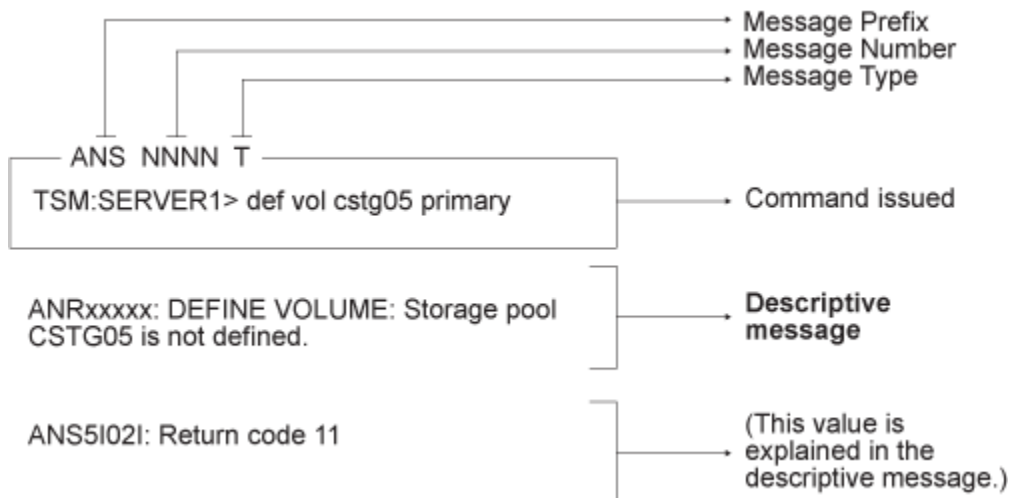 Message Prefix
Message Number
Message Type
ANS NNNN T
TSM:SERVER1> def vol cstg05 primary
Command issued
ANRxxxxx: DEFINE VOLUME: Storage pool
CSTG05 is not defined.
Descriptive
message
ANS5I02I: Return code 11
(This value is
explained in the
descriptive message.)